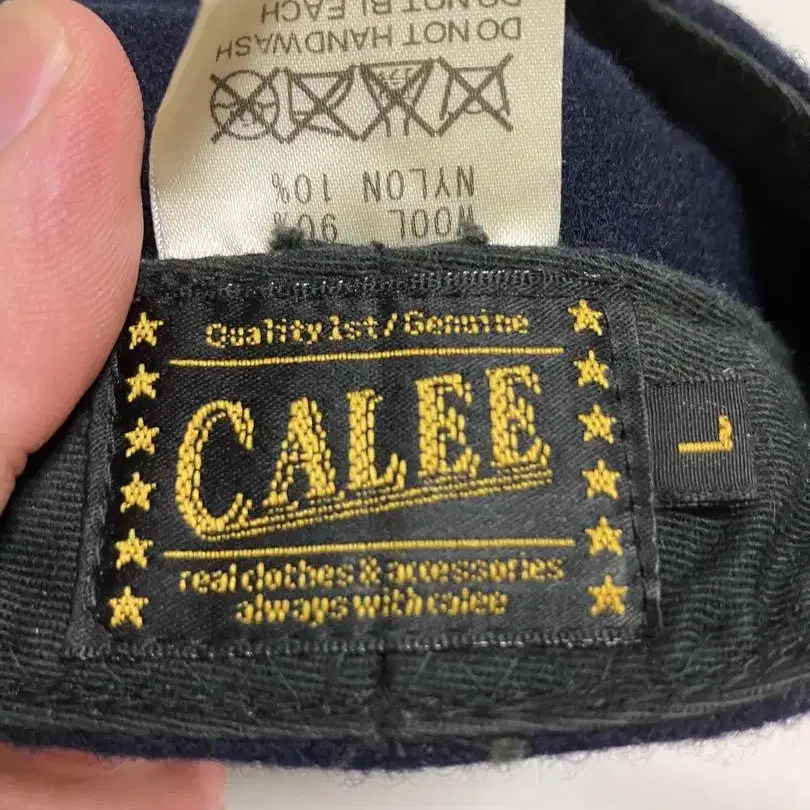 DO NOT BLEACH
DO NOT HANDWASH
NYLON 10%
WOOL 90%
Quality 1st/Genuine
CALEE
L
real clothes & accessories
always with calee